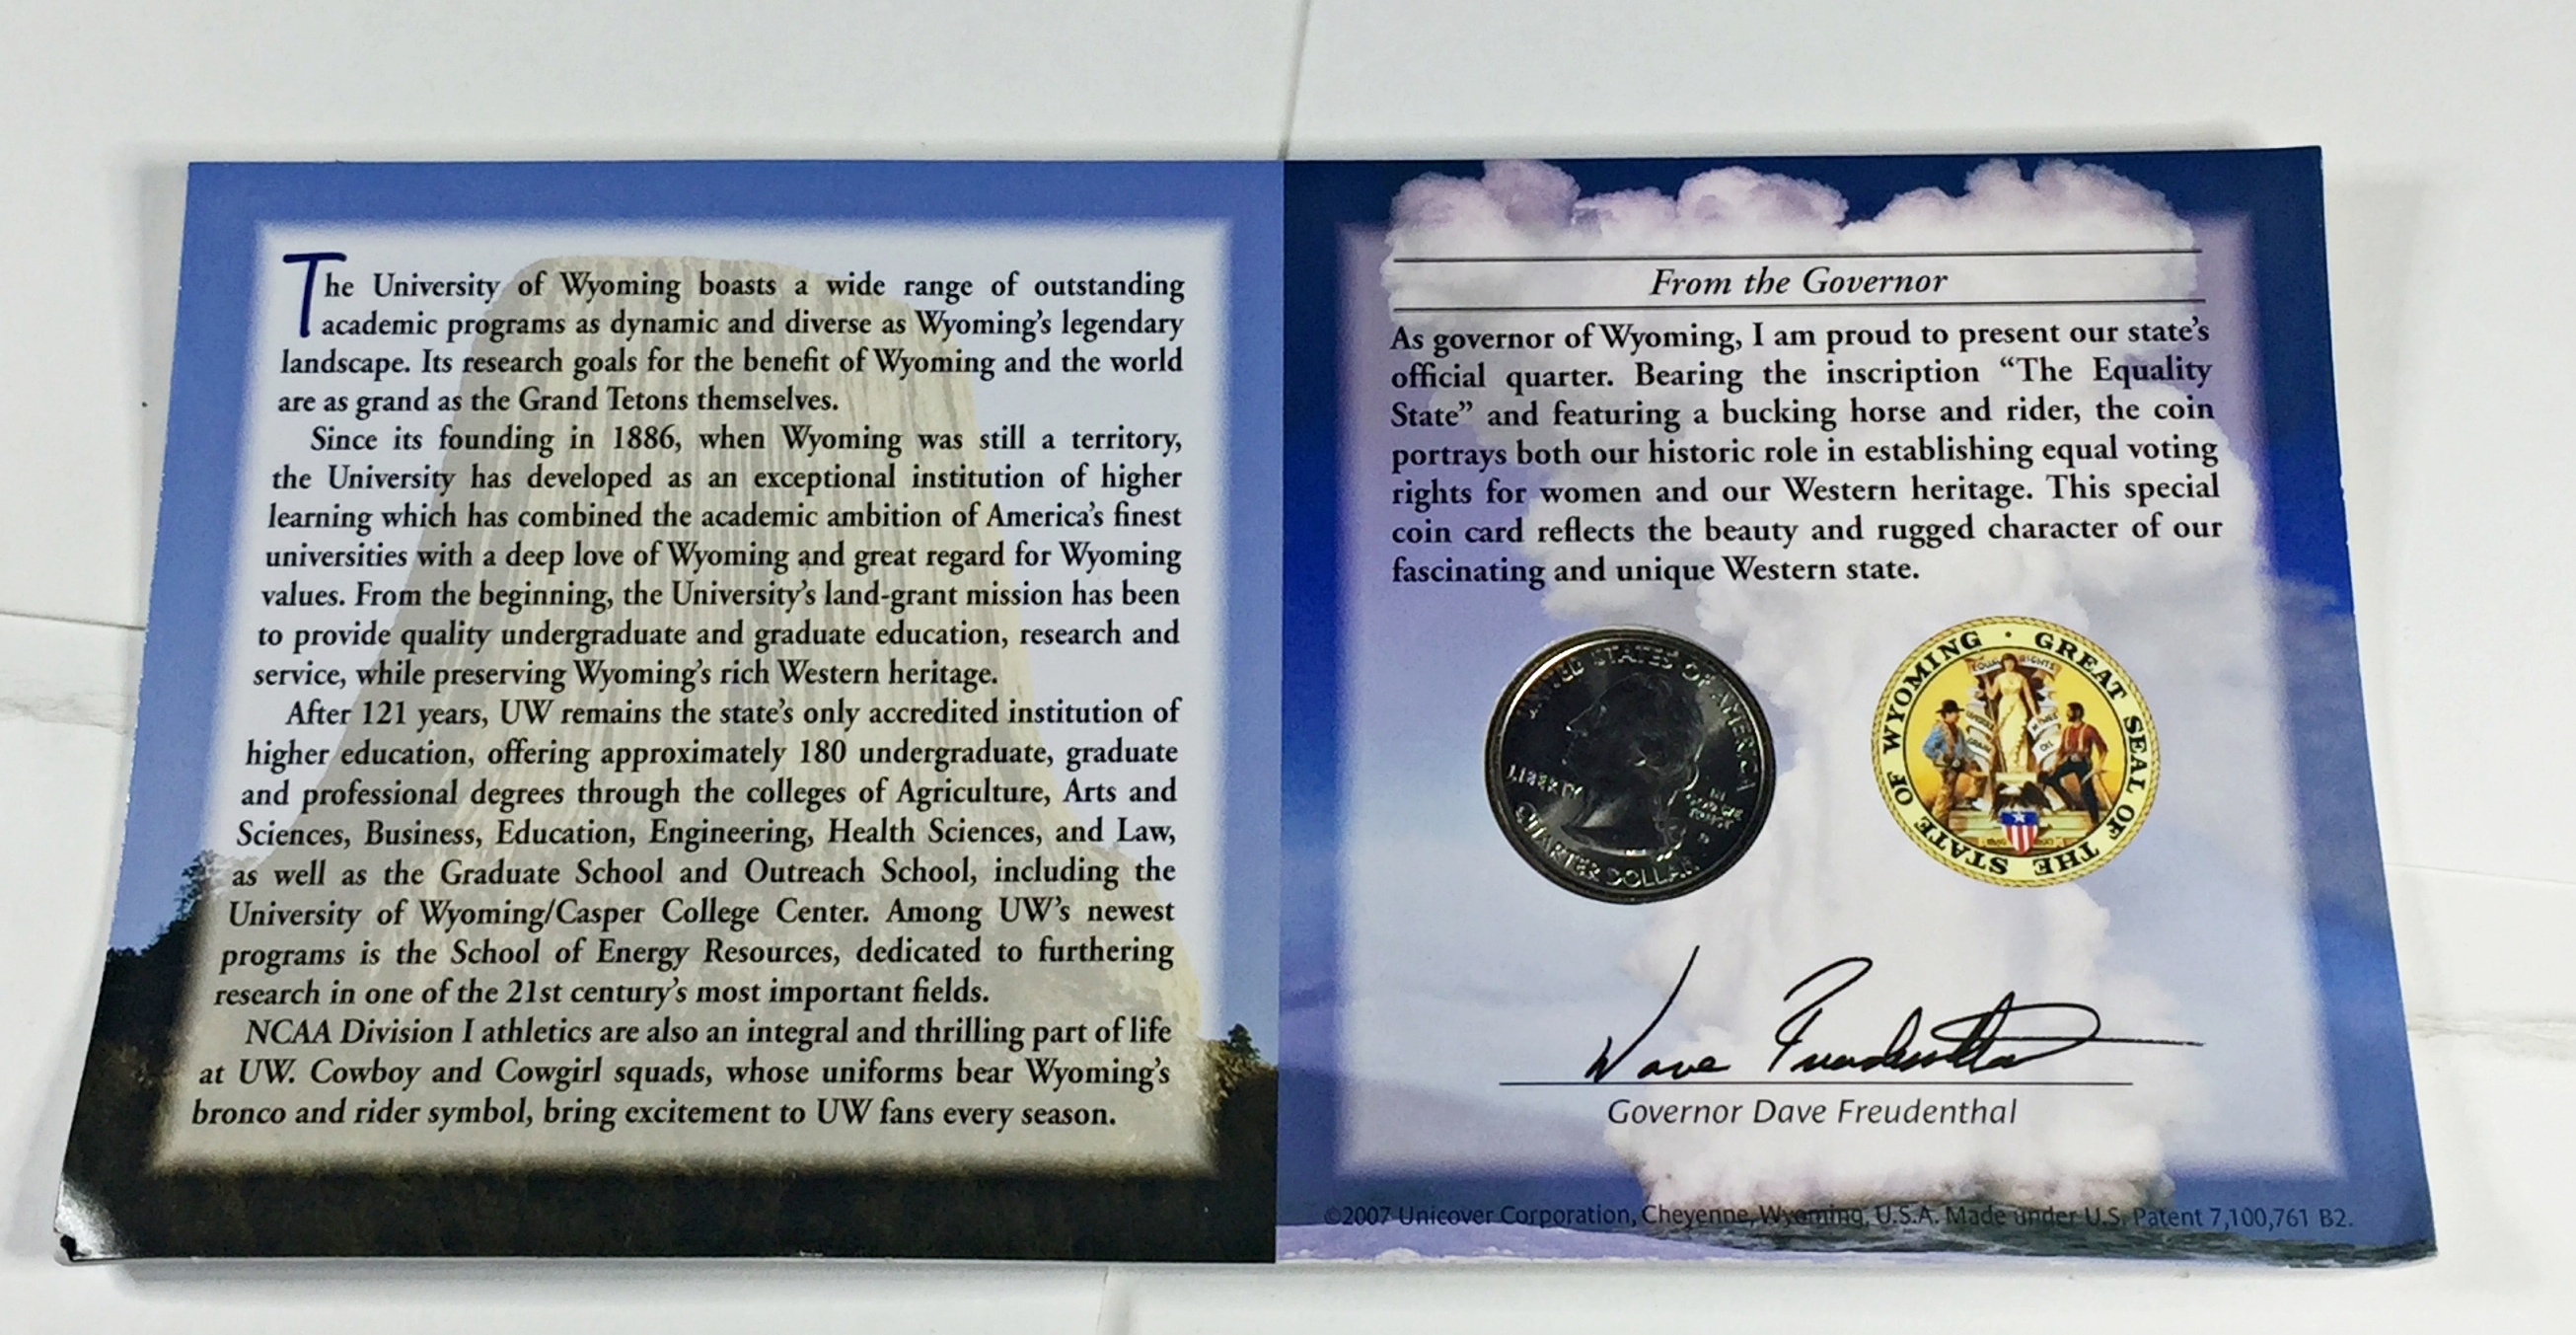 The University of Wyoming boasts a wide range of outstanding
academic programs as dynamic and diverse as Wyoming's legendary
landscape. Its research goals for the benefit of Wyoming and the world
are as grand as the Grand Tetons themselves.
Since its founding in 1886, when Wyoming was still a territory,
the University has developed as an exceptional institution of higher
learning which has combined the academic ambition of America's finest
universities with a deep love of Wyoming and great regard for Wyoming
values. From the beginning, the University's land-grant mission has been
to provide quality undergraduate and graduate education, research and
service, while preserving Wyoming's rich Western heritage.
After 121 years, UW remains the state's only accredited institution of
higher education, offering approximately 180 undergraduate, graduate
and professional degrees through the colleges of Agriculture, Arts and
Sciences, Business, Education, Engineering, Health Sciences, and Law,
as well as the Graduate School and Outreach School, including the
University of Wyoming/Casper College Center. Among UW's newest
programs is the School of Energy Resources, dedicated to furthering
research in one of the 21st century's most important fields.
NCAA Division I athletics are also an integral and thrilling part of life
at UW. Cowboy and Cowgirl squads, whose uniforms bear Wyoming's
bronco and rider symbol, bring excitement to UW fans every season.
From the Governor
As governor of Wyoming, I am proud to present our state's
official quarter. Bearing the inscription “The Equality
State” and featuring a bucking horse and rider, the coin
portrays both our historic role in establishing equal voting
rights for women and our Western heritage. This special
coin card reflects the beauty and rugged character of our
fascinating and unique Western state.
UNITED STATES OF AMERICA
LIBERTY
IN
GOD WE
TRUST
QUARTER DOLLAR
GREAT SEAL OF THE STATE OF WYOMING
EQUAL RIGHTS
OIL
Dave Freudenthal
Governor Dave Freudenthal
©2007 Unicover Corporation, Cheyenne, Wyoming, U.S.A. Made under U.S. Patent 7,100,761 B2.